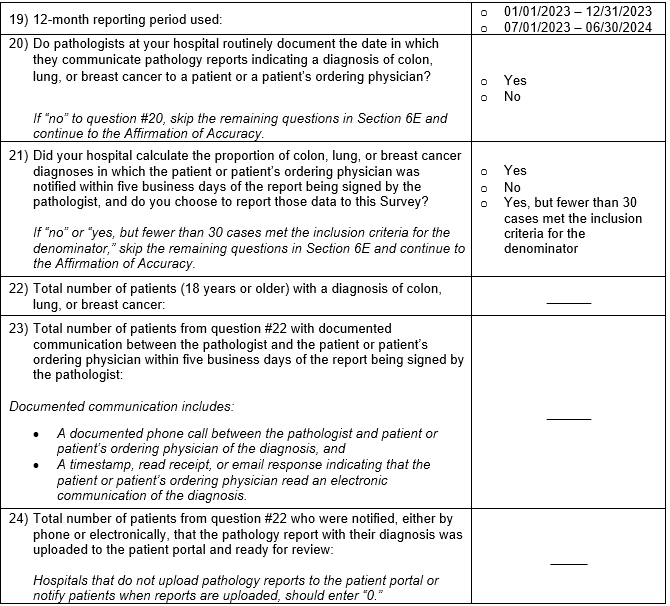 19) 12-month reporting period used:
o 01/01/2023 – 12/31/2023
o 07/01/2023 – 06/30/2024
20) Do pathologists at your hospital routinely document the date in which
they communicate pathology reports indicating a diagnosis of colon,
lung, or breast cancer to a patient or a patient's ordering physician?
If "no" to question #20, skip the remaining questions in Section 6E and
continue to the Affirmation of Accuracy.
o Yes
o No
21) Did your hospital calculate the proportion of colon, lung, or breast cancer
diagnoses in which the patient or patient's ordering physician was
notified within five business days of the report being signed by the
pathologist, and do you choose to report those data to this Survey?
If "no" or "yes, but fewer than 30 cases met the inclusion criteria for the
denominator," skip the remaining questions in Section 6E and continue to
the Affirmation of Accuracy.
o Yes
o No
o Yes, but fewer than 30
cases met the inclusion
criteria for the
denominator
22) Total number of patients (18 years or older) with a diagnosis of colon,
lung, or breast cancer:
______
23) Total number of patients from question #22 with documented
communication between the pathologist and the patient or patient's
ordering physician within five business days of the report being signed by
the pathologist:
Documented communication includes:
• A documented phone call between the pathologist and patient or
patient's ordering physician of the diagnosis, and
• A timestamp, read receipt, or email response indicating that the
patient or patient's ordering physician read an electronic
communication of the diagnosis.
______
24) Total number of patients from question #22 who were notified, either by
phone or electronically, that the pathology report with their diagnosis was
uploaded to the patient portal and ready for review:
Hospitals that do not upload pathology reports to the patient portal or
notify patients when reports are uploaded, should enter "0."
_____